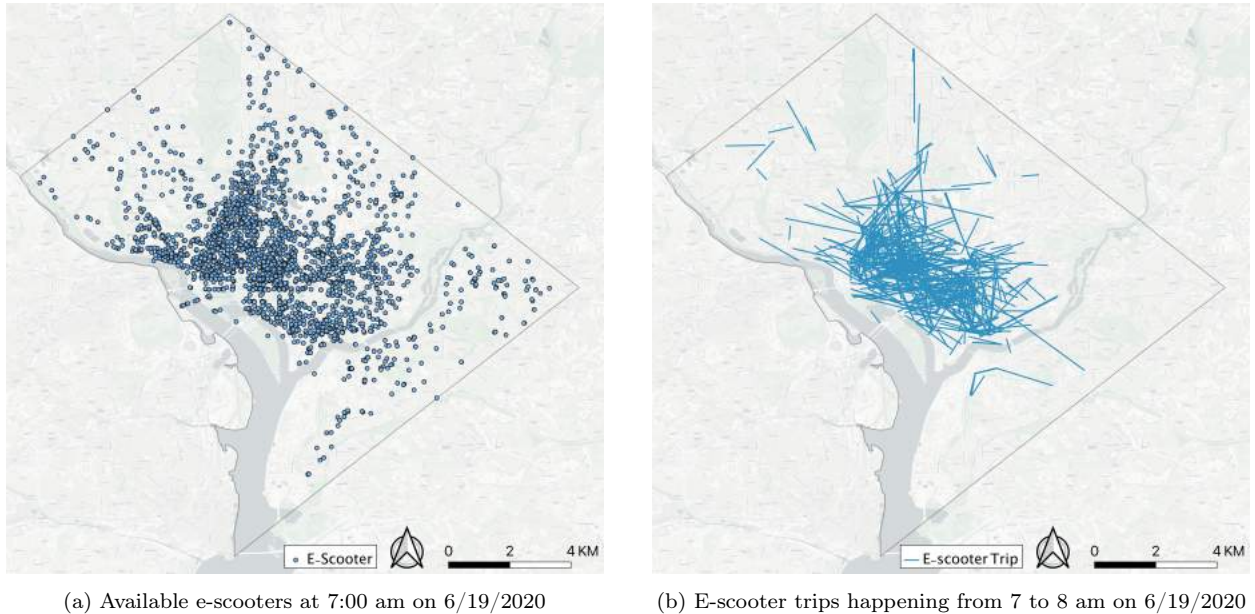 E-Scooter
0 2 4 KM
E-scooter Trip
0 2 4 KM
(a) Available e-scooters at 7:00 am on 6/19/2020
(b) E-scooter trips happening from 7 to 8 am on 6/19/2020